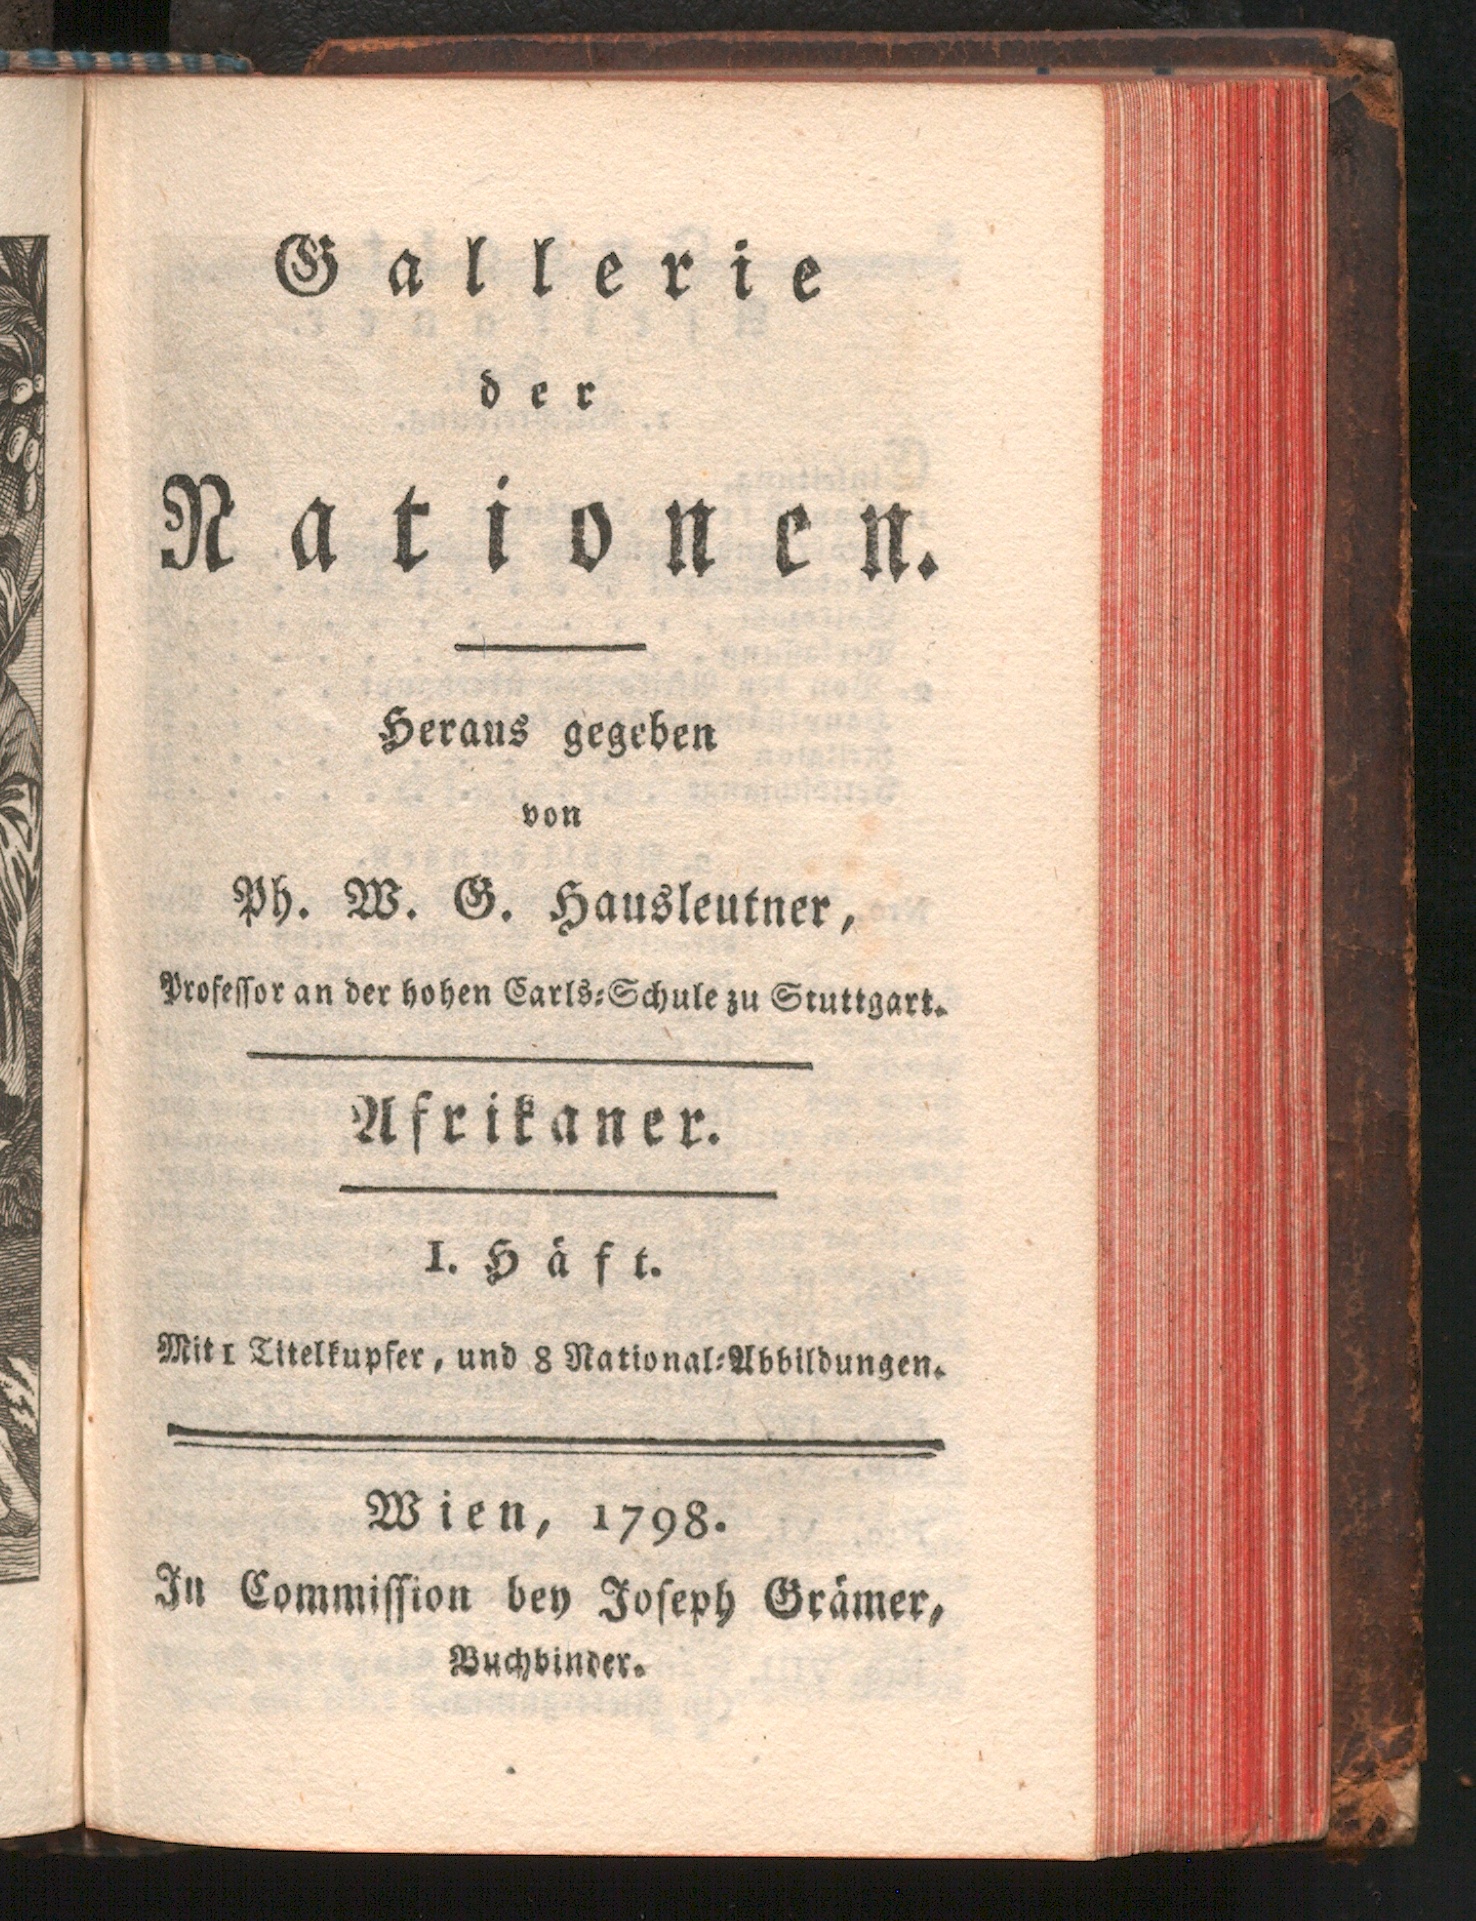 Gallerie
der
Nationen.
Heraus gegeben
von
Ph. W. G. Hausleutner,
Professor an der hohen Carls-Schule zu Stuttgart.
Afrikaner.
I. Häft.
Mit 1 Titelkupfer, und 8 National-Abbildungen.
Wien, 1798.
In Commission bey Joseph Grämer,
Buchbinder.